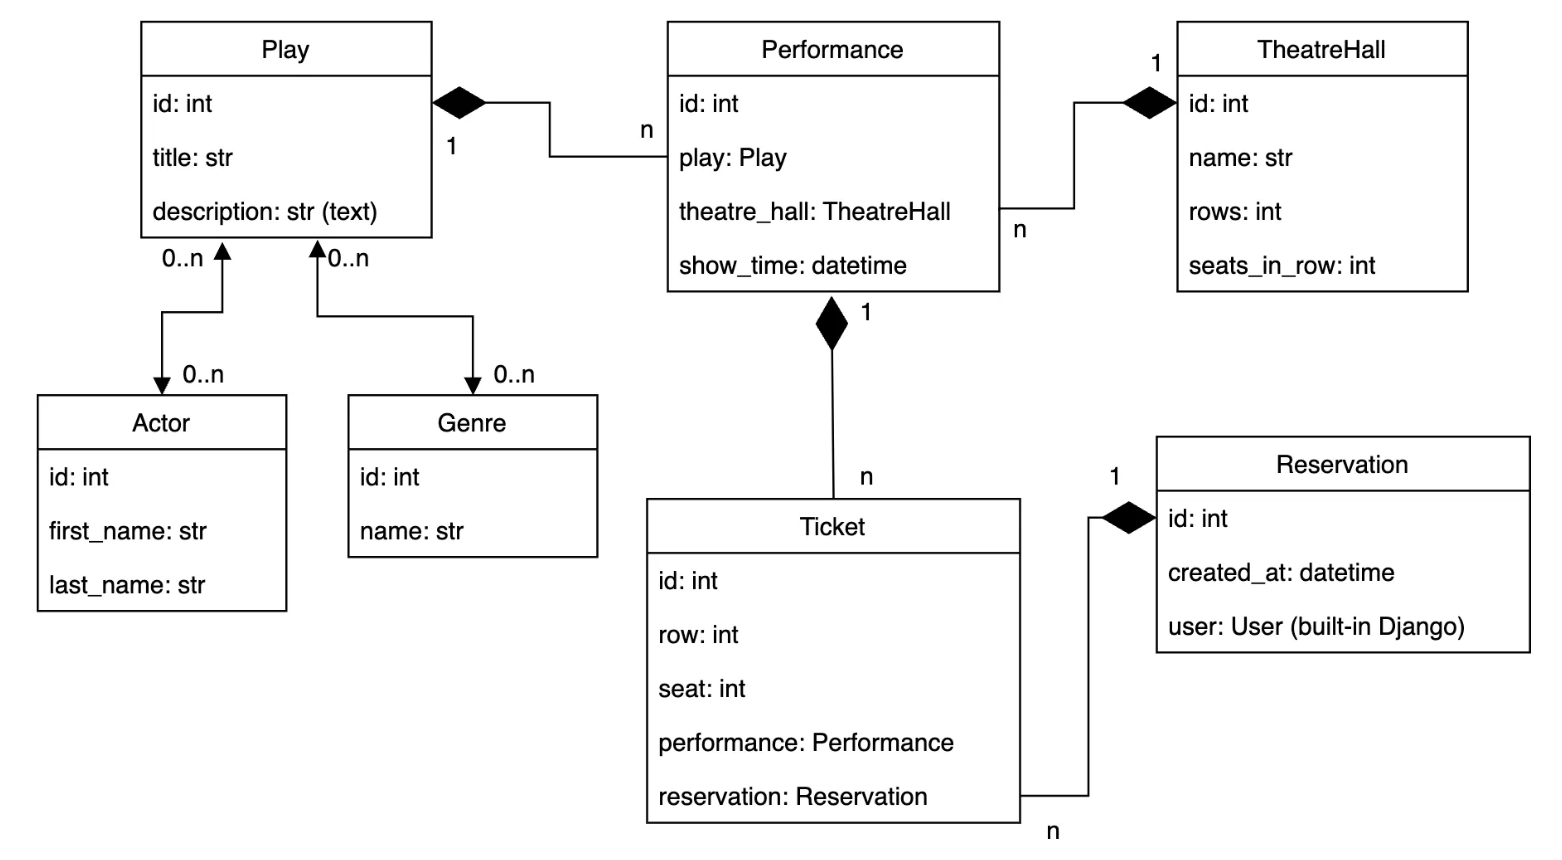 Play
id: int
title: str
description: str (text)
1
n
Performance
id: int
play: Play
theatre_hall: TheatreHall
show_time: datetime
1
n
TheatreHall
id: int
name: str
rows: int
seats_in_row: int
0..n
0..n
0..n
0..n
Actor
id: int
first_name: str
last_name: str
Genre
id: int
name: str
1
n
Ticket
id: int
row: int
seat: int
performance: Performance
reservation: Reservation
1
n
Reservation
id: int
created_at: datetime
user: User (built-in Django)